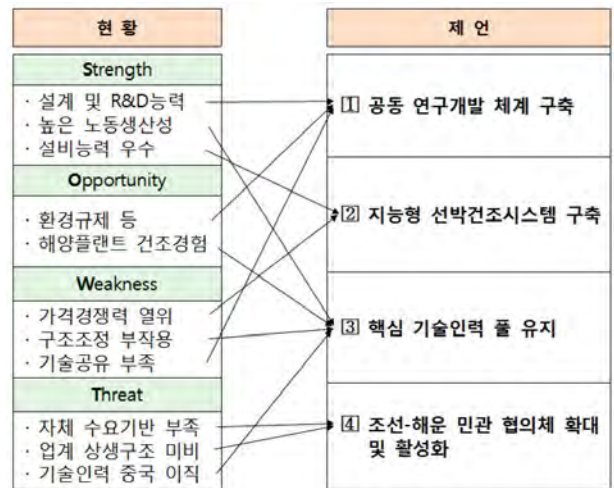 현 황
Strength
· 설계 및 R&D능력
· 높은 노동생산성
· 설비능력 우수
Opportunity
· 환경규제 등
· 해양플랜트 건조경험
Weakness
· 가격경쟁력 열위
· 구조조정 부작용
· 기술공유 부족
Threat
· 자체 수요기반 부족
· 업계 상생구조 미비
· 기술인력 중국 이직
제 언
1 공동 연구개발 체계 구축
2 지능형 선박건조시스템 구축
3 핵심 기술인력 풀 유지
4 조선-해운 민관 협의체 확대
및 활성화